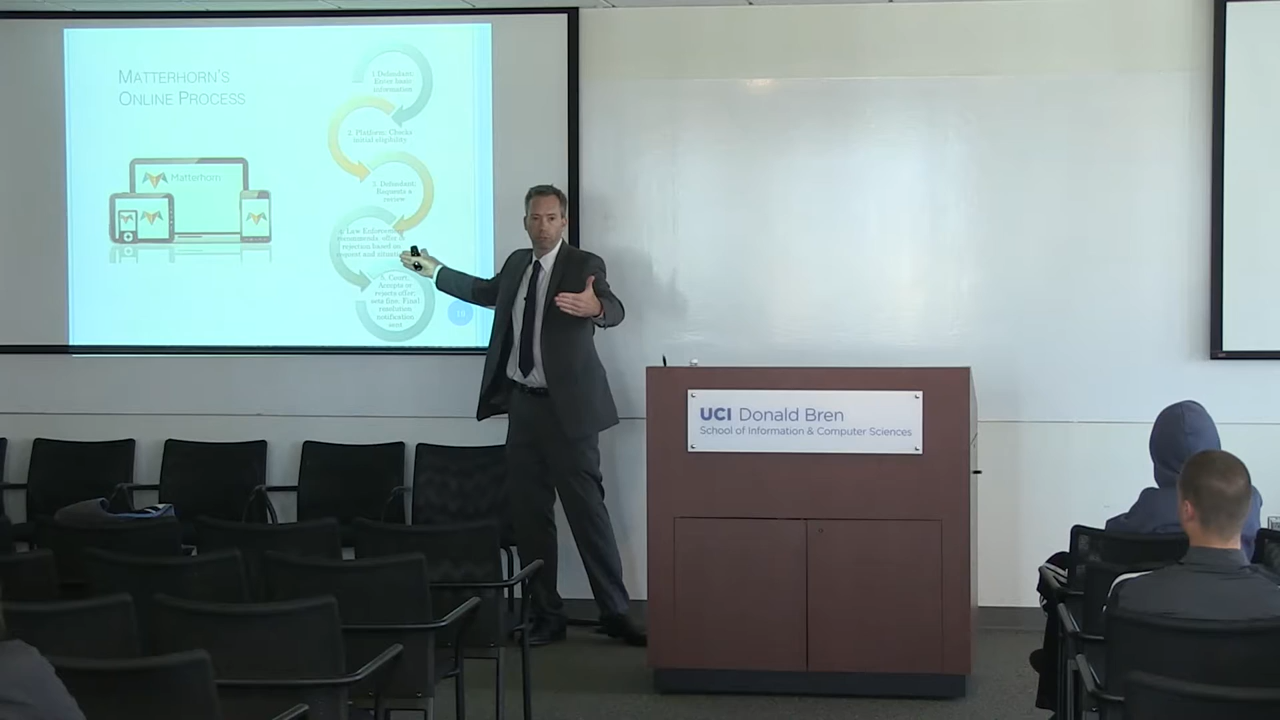 MATTERHORN'S
ONLINE PROCESS
Matterhorn
1. Defendant:
Enter basic
information
2. Platform: Checks
initial eligibility
3. Defendant:
Requests a
review
4. Law Enforcement
recommends offer or
rejection based on
request and
5. Court:
Accepts or
rejects offer;
sets fine. Final
resolution
notification
sent
UCI Donald Bren
School of Information & Computer Sciences